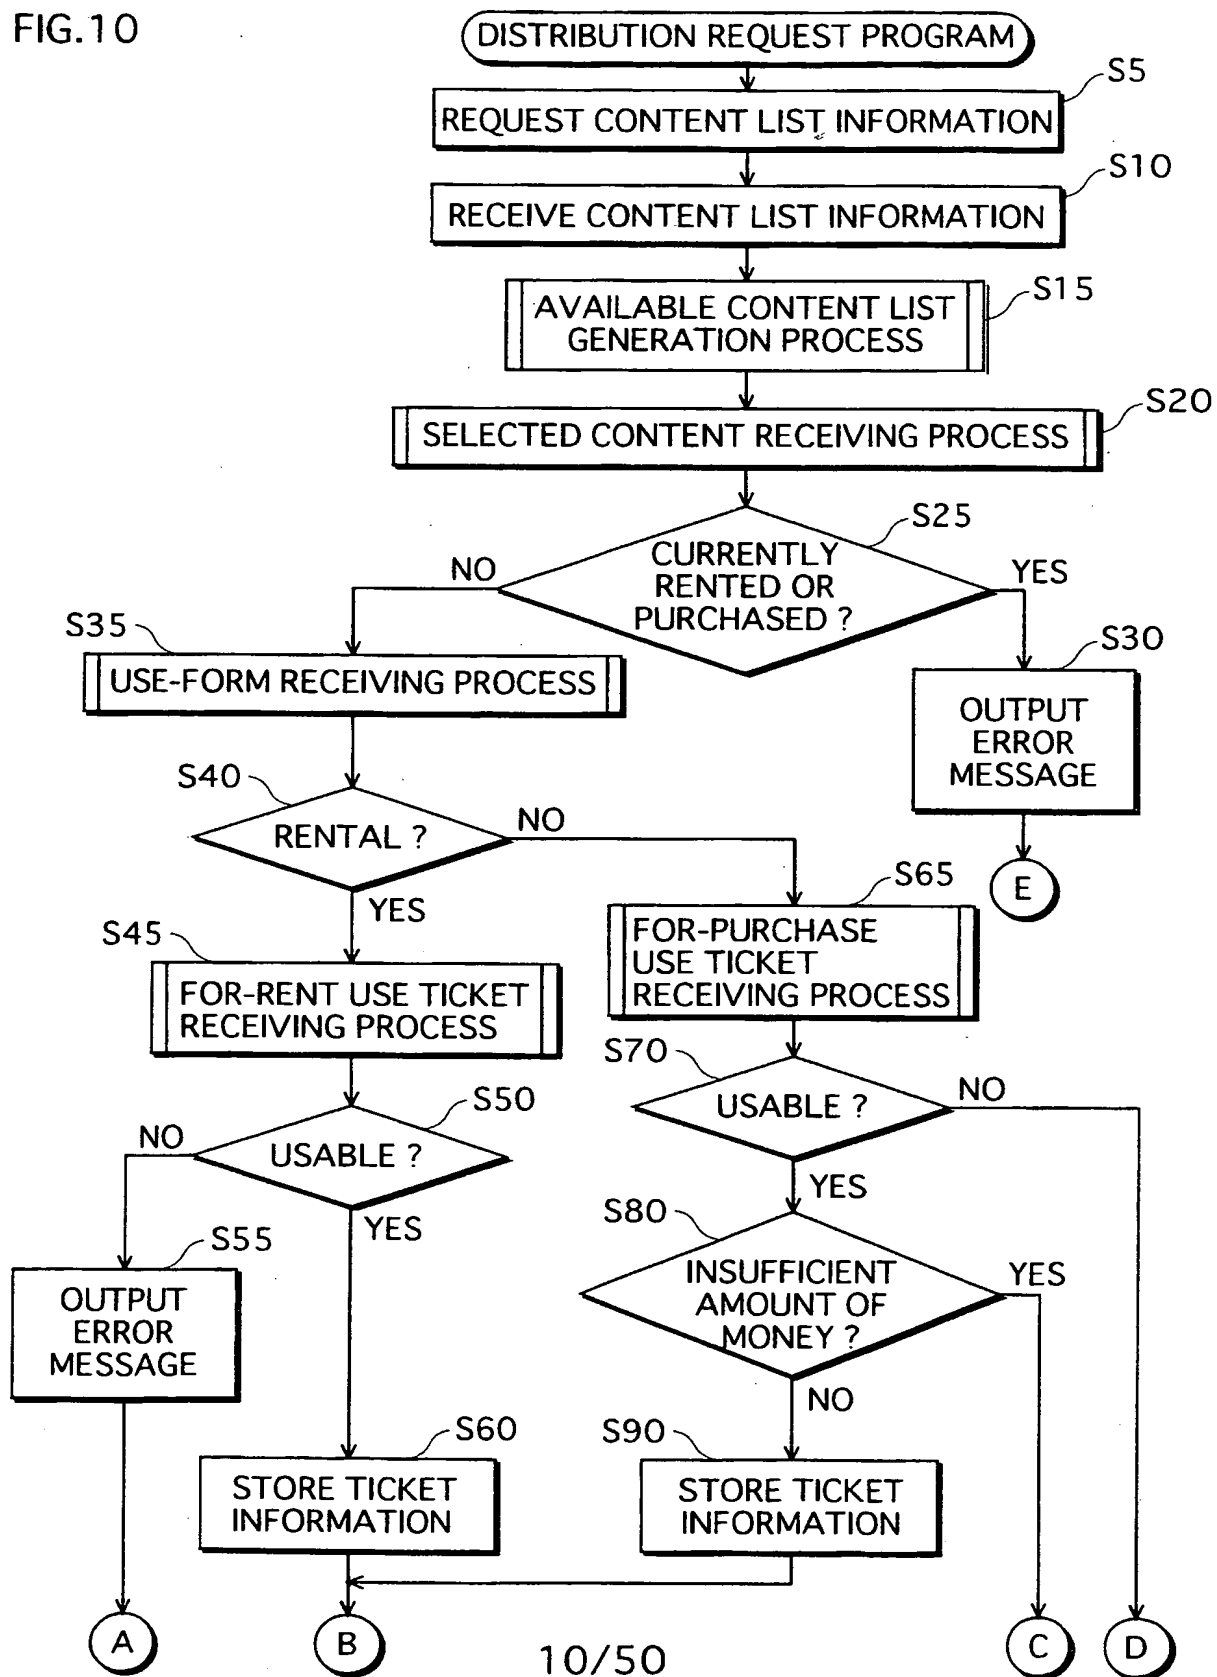 FIG.10
DISTRIBUTION REQUEST PROGRAM
S5
REQUEST CONTENT LIST INFORMATION
S10
RECEIVE CONTENT LIST INFORMATION
S15
AVAILABLE CONTENT LIST
GENERATION PROCESS
S20
SELECTED CONTENT RECEIVING PROCESS
S25
CURRENTLY
RENTED OR
PURCHASED ?
NO
YES
S35
USE-FORM RECEIVING PROCESS
S30
OUTPUT
ERROR
MESSAGE
E
S40
RENTAL ?
NO
YES
S45
FOR-RENT USE TICKET
RECEIVING PROCESS
S65
FOR-PURCHASE
USE TICKET
RECEIVING PROCESS
S50
USABLE ?
NO
YES
S70
USABLE ?
NO
YES
S55
OUTPUT
ERROR
MESSAGE
S80
INSUFFICIENT
AMOUNT OF
MONEY ?
YES
NO
S60
STORE TICKET
INFORMATION
S90
STORE TICKET
INFORMATION
A
B
C
D
10/50